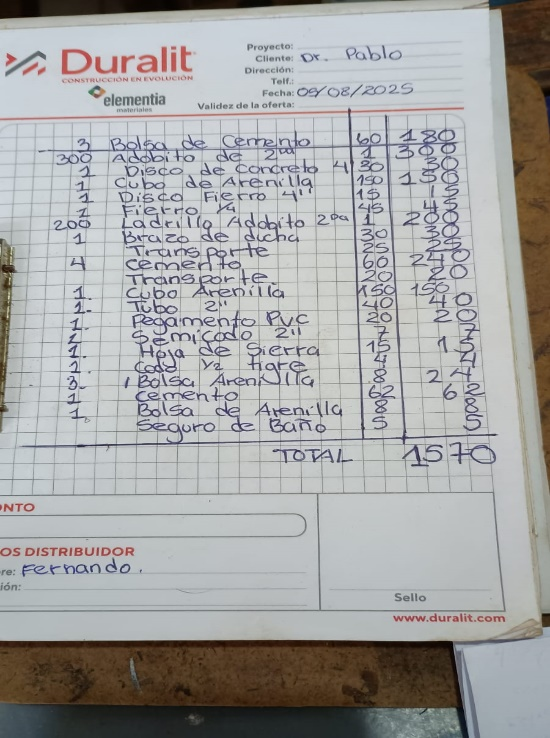 Duralit
CONSTRUCCIÓN EN EVOLUCIÓN
elementia
materiales
Proyecto:
Cliente: Dr. Pablo
Dirección:
Telf.:
Fecha: 09/08/2025
Validez de la oferta:
3 Bolsa de Cemento 60 180
300 Adobito de 2da 1 300
1 Disco de Concreto 4 30 30
1 Cubo de Arenilla 150 150
1 Disco Fierro 4" 15 15
1 Fierro 1/4 45 45
200 Ladrillo Adobito 2da 1 200
1 Brazo de ducha 30 30
Transporte 25 25
4 cemento 60 240
Transporte 20 20
1. Cubo Arenilla 150 150
1. Tubo 2" 40 40
1. Pegamento PVC 20 20
Semicodo 2" 7 7
1. Hoja de Sierra 15 15
Codo 1/2 tigre 4 4
3. Bolsa Arenilla 8 24
1 cemento 62 62
1. Bolsa de Arenilla 8 8
Seguro de Baño 5 5
TOTAL 1570
NTO
OS DISTRIBUIDOR
re: Fernando.
ión:
Sello
www.duralit.com